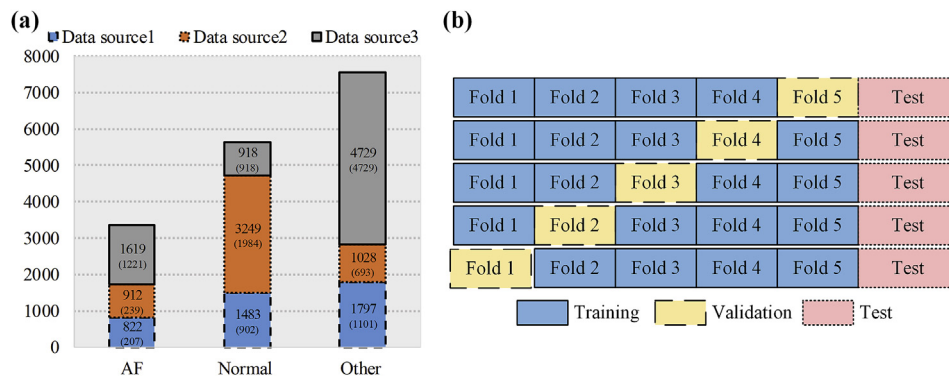 (a)
Data source1 Data source2 Data source3
8000
7000
6000
5000
4000
3000
2000
1000
0
1619
(1221)
912
(239)
822
(207)
918
(918)
3249
(1984)
1483
(902)
4729
(4729)
1028
(693)
1797
(1101)
AF Normal Other
(b)
Fold 1 Fold 2 Fold 3 Fold 4 Fold 5 Test
Fold 1 Fold 2 Fold 3 Fold 4 Fold 5 Test
Fold 1 Fold 2 Fold 3 Fold 4 Fold 5 Test
Fold 1 Fold 2 Fold 3 Fold 4 Fold 5 Test
Fold 1 Fold 2 Fold 3 Fold 4 Fold 5 Test
Training Validation Test